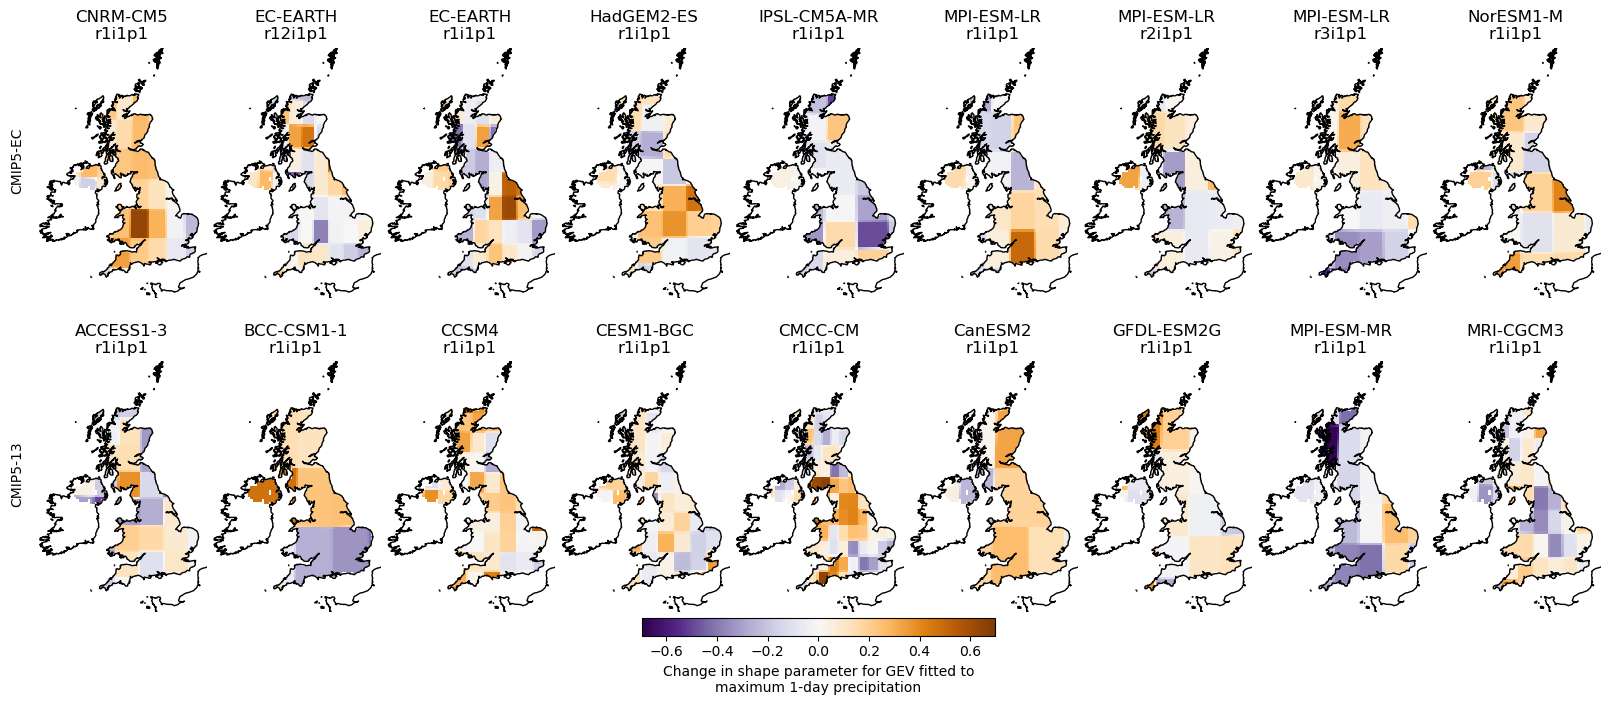 CNRM-CM5 EC-EARTH EC-EARTH HadGEM2-ES IPSL-CM5A-MR MPI-ESM-LR MPI-ESM-LR MPI-ESM-LR NorESM1-M
r1i1p1 r12i1p1 r1i1p1 r1i1p1 r1i1p1 r1i1p1 r2i1p1 r3i1p1 r1i1p1
CMIP5-EC
ACCESS1-3 BCC-CSM1-1 CCSM4 CESM1-BGC CMCC-CM CanESM2 GFDL-ESM2G MPI-ESM-MR MRI-CGCM3
r1i1p1 r1i1p1 r1i1p1 r1i1p1 r1i1p1 r1i1p1 r1i1p1 r1i1p1 r1i1p1
CMIP5-13
−0.6 −0.4 −0.2 0.0 0.2 0.4 0.6
Change in shape parameter for GEV fitted to
maximum 1-day precipitation